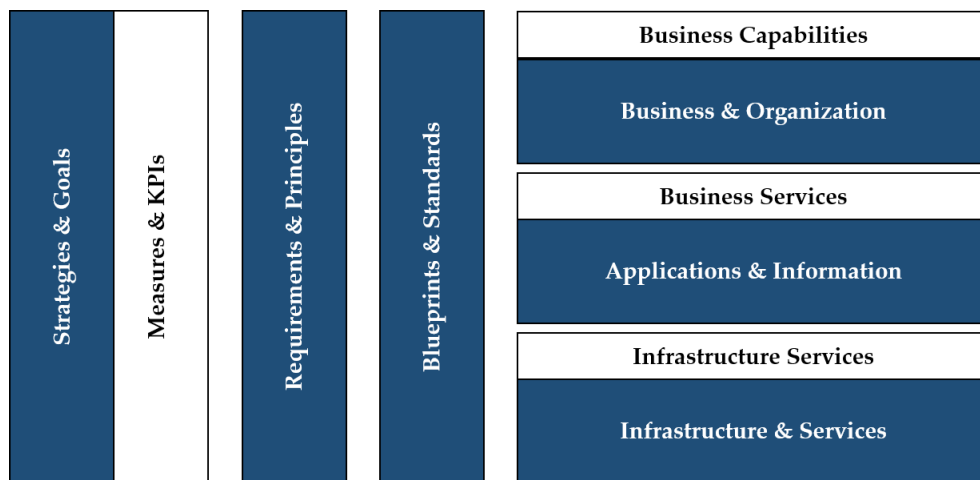 Strategies & Goals
Measures & KPIs
Requirements & Principles
Blueprints & Standards
Business Capabilities
Business & Organization
Business Services
Applications & Information
Infrastructure Services
Infrastructure & Services